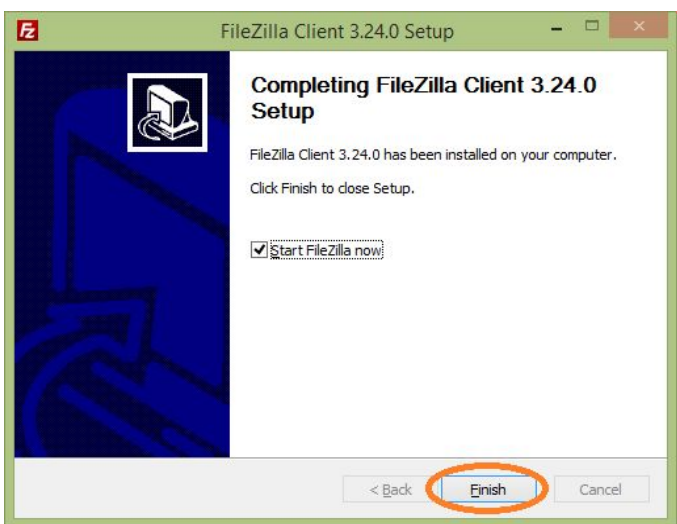 FileZilla Client 3.24.0 Setup
Completing FileZilla Client 3.24.0
Setup
FileZilla Client 3.24.0 has been installed on your computer.
Click Finish to close Setup.
Start FileZilla now
< Back Finish Cancel